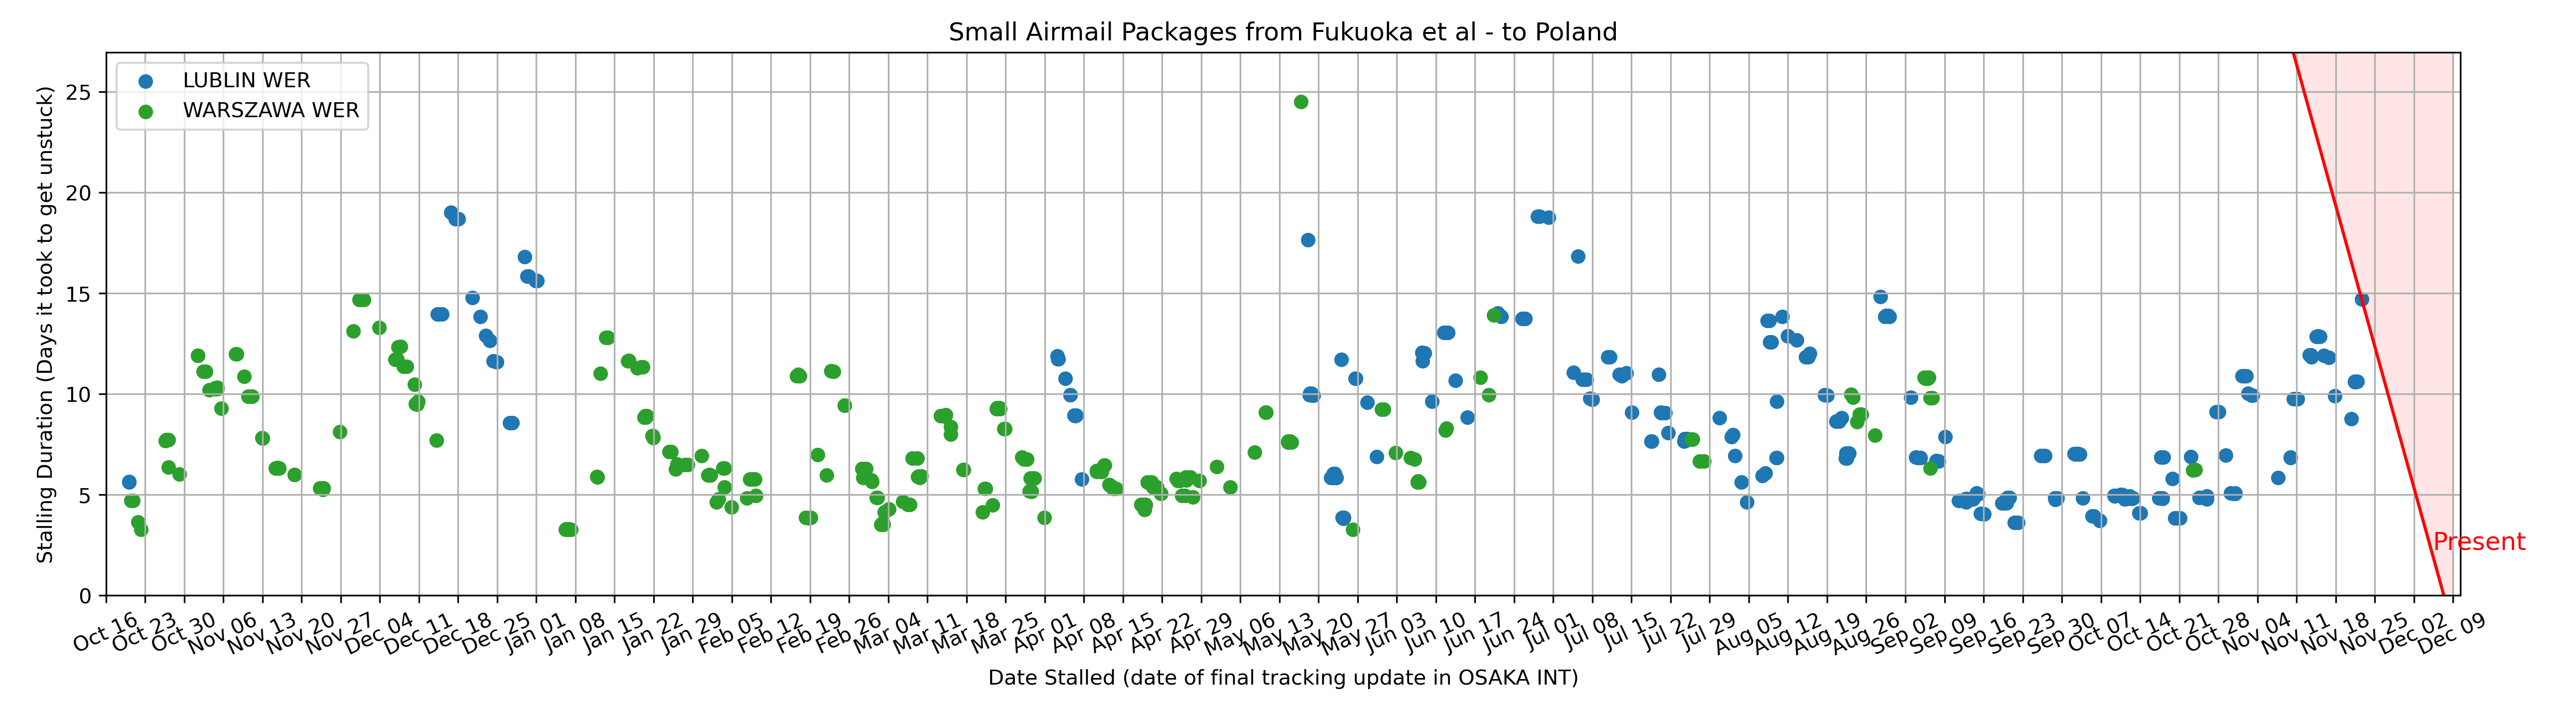 Small Airmail Packages from Fukuoka et al - to Poland
LUBLIN WER
WARSZAWA WER
Stalling Duration (Days it took to get unstuck)
25
20
15
10
5
0
Present
Oct 16
Oct 23
Oct 30
Nov 06
Nov 13
Nov 20
Nov 27
Dec 04
Dec 11
Dec 18
Dec 25
Jan 01
Jan 08
Jan 15
Jan 22
Jan 29
Feb 05
Feb 12
Feb 19
Feb 26
Mar 04
Mar 11
Mar 18
Mar 25
Apr 01
Apr 08
Apr 15
Apr 22
Apr 29
May 06
May 13
May 20
May 27
Jun 03
Jun 10
Jun 17
Jun 24
Jul 01
Jul 08
Jul 15
Jul 22
Jul 29
Aug 05
Aug 12
Aug 19
Aug 26
Sep 02
Sep 09
Sep 16
Sep 23
Sep 30
Oct 07
Oct 14
Oct 21
Oct 28
Nov 04
Nov 11
Nov 18
Nov 25
Dec 02
Dec 09
Date Stalled (date of final tracking update in OSAKA INT)